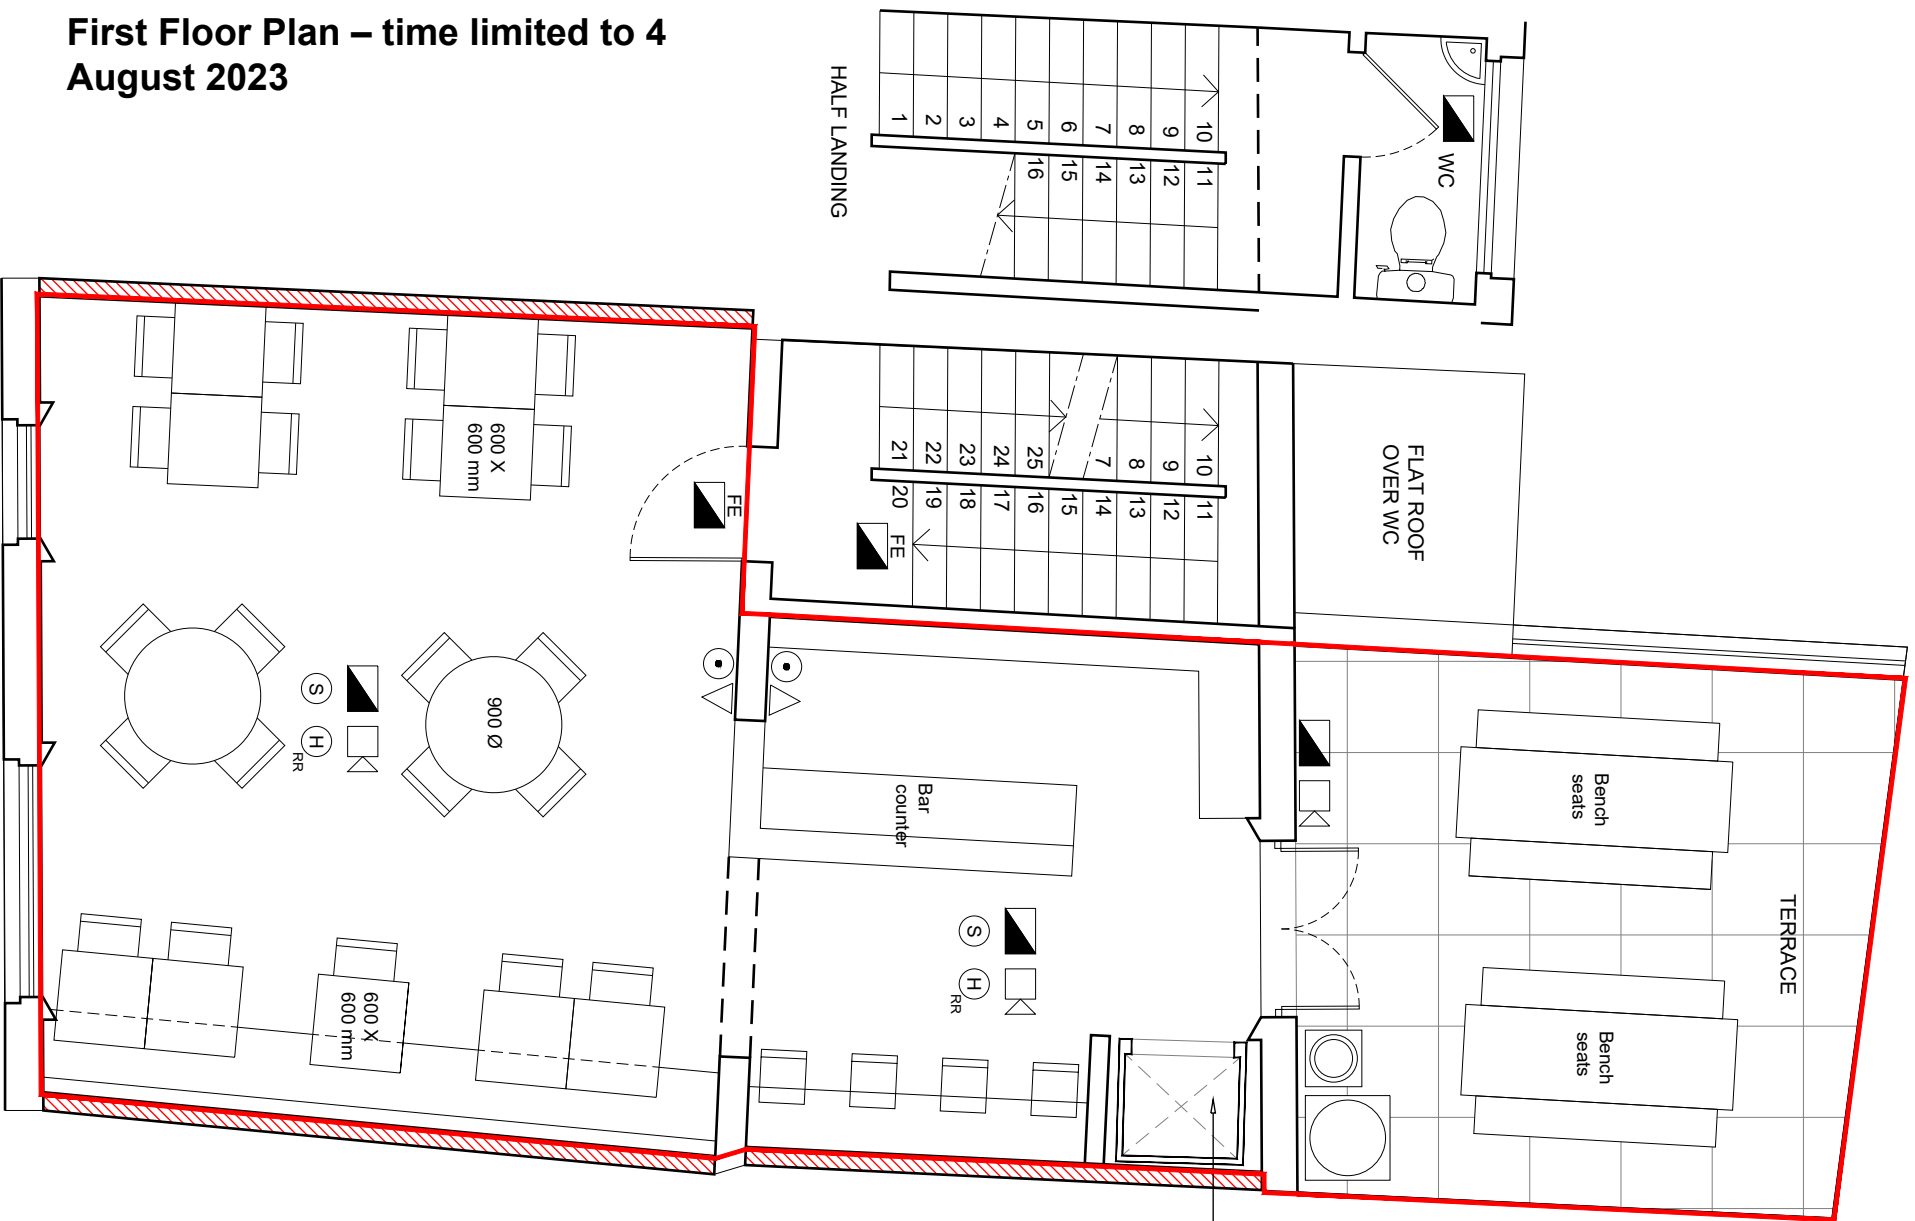 First Floor Plan – time limited to 4
August 2023
HALF LANDING
1 2 3 4 5 6 7 8 9 10
16 15 14 13 12 11
WC
21 22 23 24 25 7 8 9 10
20 19 18 17 16 15 14 13 12 11
FE
FE
FLAT ROOF
OVER WC
600 X
600 mm
900 Ø
S
H
RR
Bar
counter
S
H
RR
600 X
600 mm
Bench
seats
TERRACE
Bench
seats